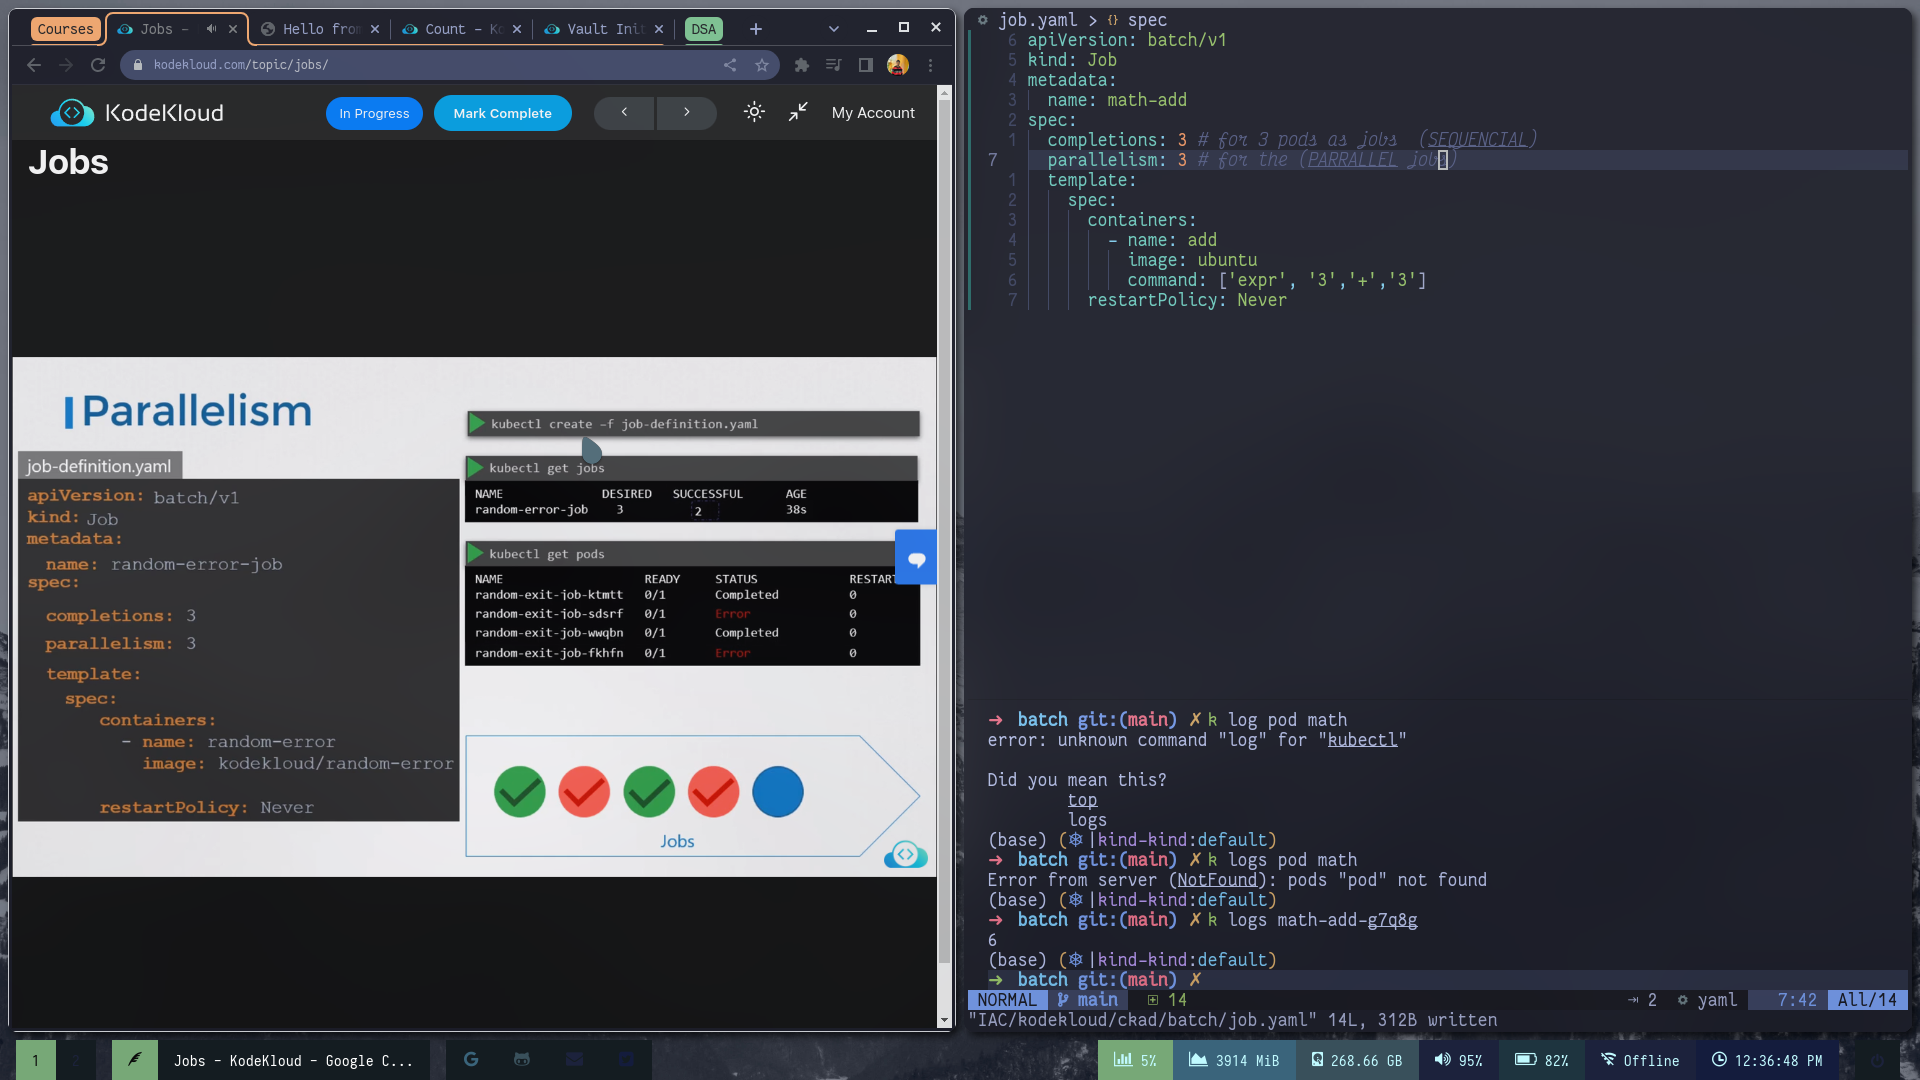 Courses
Jobs -
Hello from
Count - Ko
Vault Init
DSA
kodekloud.com/topic/jobs/
KodeKloud
In Progress
Mark Complete
My Account
Jobs
Parallelism
job-definition.yaml
apiVersion: batch/v1
kind: Job
metadata:
name: random-error-job
spec:
completions: 3
parallelism: 3
template:
spec:
containers:
- name: random-error
image: kodekloud/random-error
restartPolicy: Never
kubectl create -f job-definition.yaml
kubectl get jobs
NAME DESIRED SUCCESSFUL AGE
random-error-job 3 2 38s
kubectl get pods
NAME READY STATUS RESTAR
random-exit-job-ktmtt 0/1 Completed 0
random-exit-job-sdsrf 0/1 Error 0
random-exit-job-wwqbn 0/1 Completed 0
random-exit-job-fkhfn 0/1 Error 0
Jobs
job.yaml > {} spec
6 apiVersion: batch/v1
5 kind: Job
4 metadata:
3 name: math-add
2 spec:
1 completions: 3 # for 3 pods as jobs (SEQUENCIAL)
7 parallelism: 3 # for the (PARRALLEL jobs)
1 template:
2 spec:
3 containers:
4 - name: add
5 image: ubuntu
6 command: ['expr', '3','+','3']
7 restartPolicy: Never
→ batch git:(main) ✗ k log pod math
error: unknown command "log" for "kubectl"
Did you mean this?
top
logs
(base) (⎈|kind-kind:default)
→ batch git:(main) ✗ k logs pod math
Error from server (NotFound): pods "pod" not found
(base) (⎈|kind-kind:default)
→ batch git:(main) ✗ k logs math-add-g7q8g
6
(base) (⎈|kind-kind:default)
→ batch git:(main) ✗
NORMAL main 14 2 yaml 7:42 All/14
"IAC/kodekloud/ckad/batch/job.yaml" 14L, 312B written
1 2 Jobs - KodeKloud - Google C... 5% 3914 MiB 268.66 GB 95% 82% Offline 12:36:48 PM